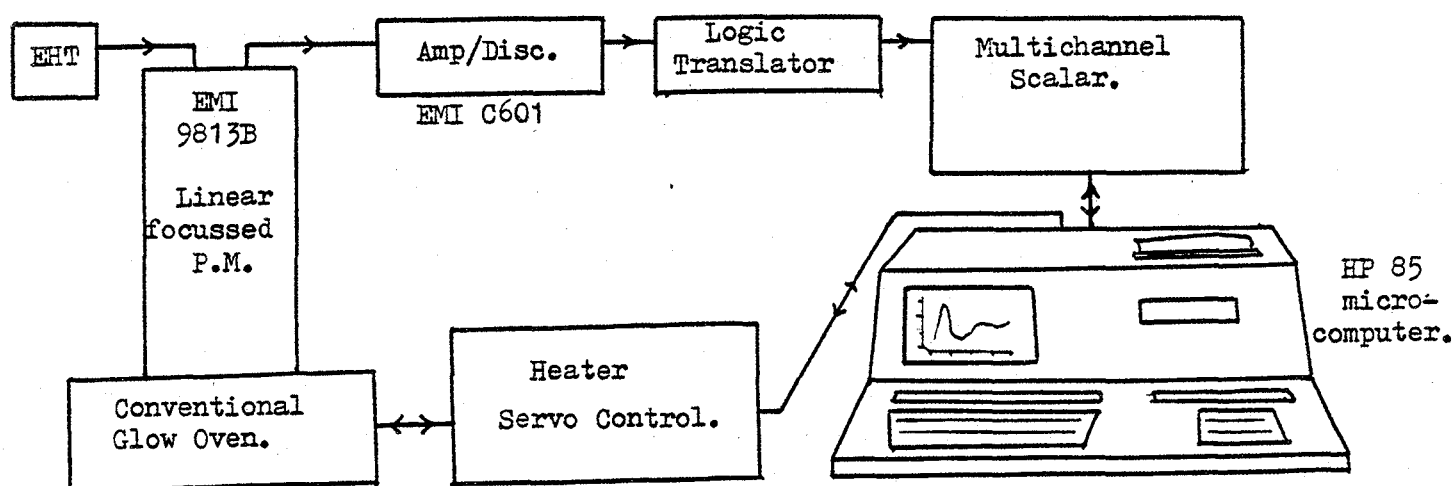 EHT
EMI
9813B
Linear
focussed
P.M.
Amp/Disc.
EMI C601
Logic
Translator
Multichannel
Scalar.
HP 85
micro-
computer.
Heater
Servo Control.
Conventional
Glow Oven.